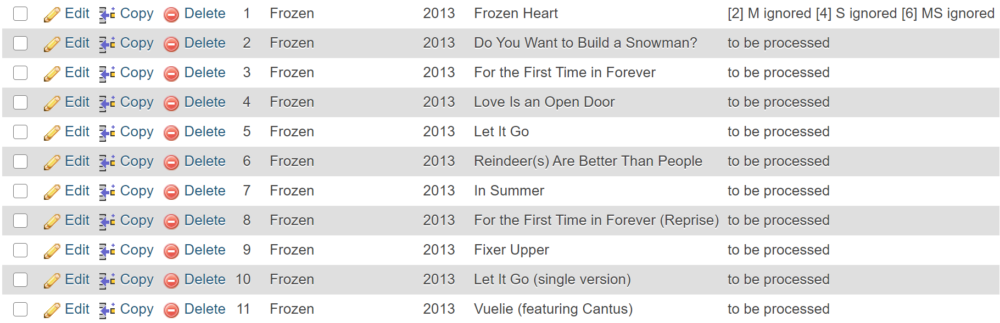 Edit Copy Delete 1 Frozen 2013 Frozen Heart [2] M ignored [4] S ignored [6] MS ignored
Edit Copy Delete 2 Frozen 2013 Do You Want to Build a Snowman? to be processed
Edit Copy Delete 3 Frozen 2013 For the First Time in Forever to be processed
Edit Copy Delete 4 Frozen 2013 Love Is an Open Door to be processed
Edit Copy Delete 5 Frozen 2013 Let It Go to be processed
Edit Copy Delete 6 Frozen 2013 Reindeer(s) Are Better Than People to be processed
Edit Copy Delete 7 Frozen 2013 In Summer to be processed
Edit Copy Delete 8 Frozen 2013 For the First Time in Forever (Reprise) to be processed
Edit Copy Delete 9 Frozen 2013 Fixer Upper to be processed
Edit Copy Delete 10 Frozen 2013 Let It Go (single version) to be processed
Edit Copy Delete 11 Frozen 2013 Vuelie (featuring Cantus) to be processed